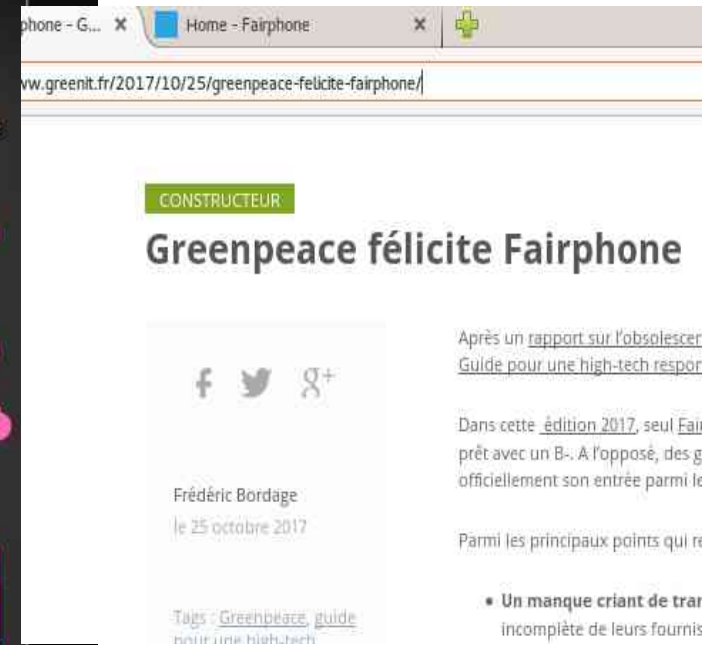 phone - G... Home - Fairphone
ww.greenit.fr/2017/10/25/greenpeace-felicite-fairphone/
CONSTRUCTEUR
Greenpeace félicite Fairphone
Après un rapport sur l'obsolescen
Guide pour une high-tech respon
Dans cette édition 2017, seul Fai
prêt avec un B-. A l'opposé, des g
officiellement son entrée parmi le
Parmi les principaux points qui re
• Un manque criant de tran
incomplète de leurs fournis
Frédéric Bordage
le 25 octobre 2017
Tags : Greenpeace, guide
pour une high-tech